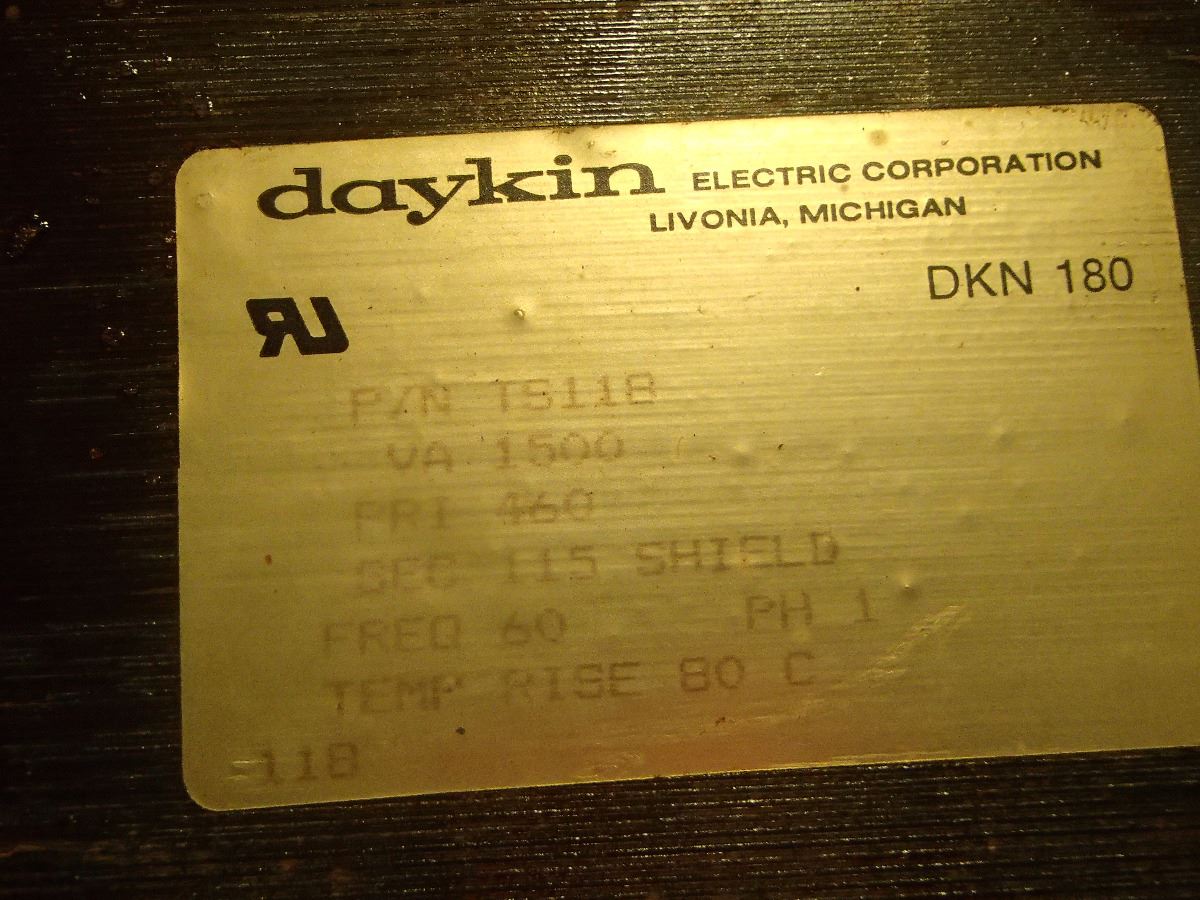 daykin ELECTRIC CORPORATION
LIVONIA, MICHIGAN
DKN 180
P/N TS118
VA 1500
PRI 460
SEC 115 SHIELD
FREQ 60 PH 1
TEMP RISE 80 C
118